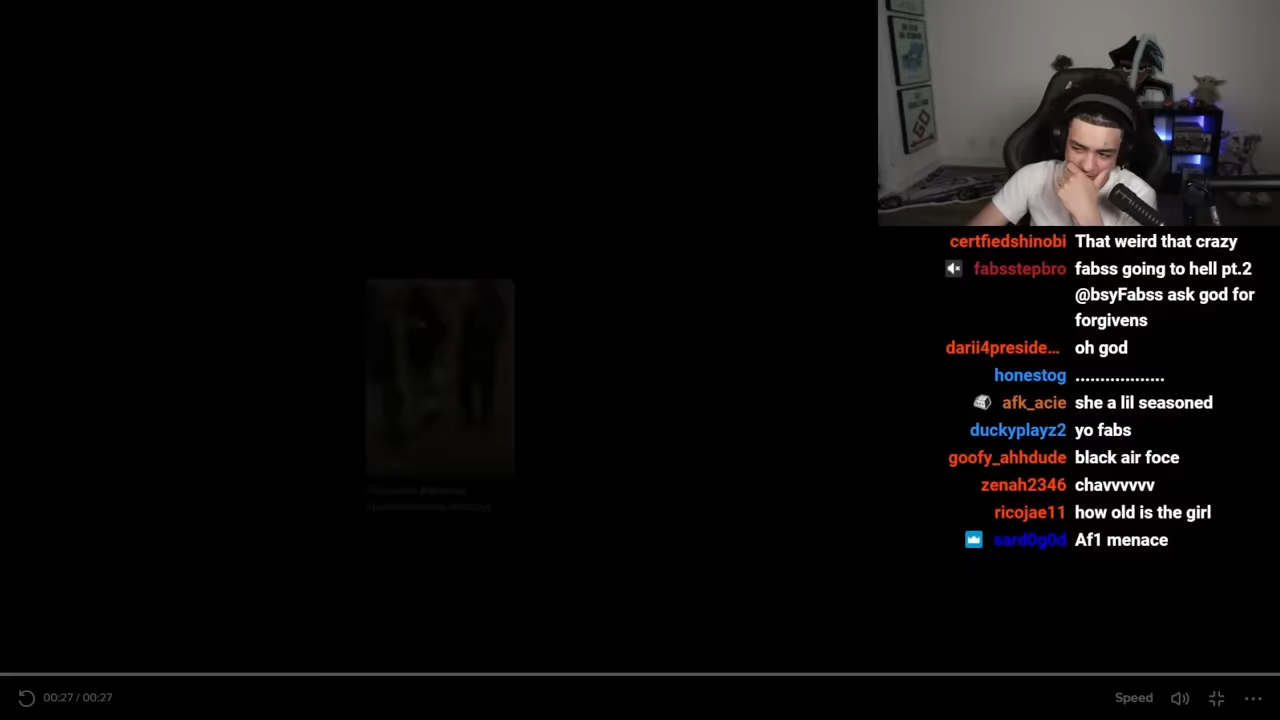 GO
certfiedshinobi That weird that crazy
fabsstepbro fabss going to hell pt.2
@bsyFabss ask god for
forgivens
darii4preside... oh god
honestog ..................
afk_acie she a lil seasoned
duckyplayz2 yo fabs
goofy_ahhdude black air foce
zenah2346 chavvvvvv
ricojae11 how old is the girl
sard0g0d Af1 menace
00:27 / 00:27
Speed